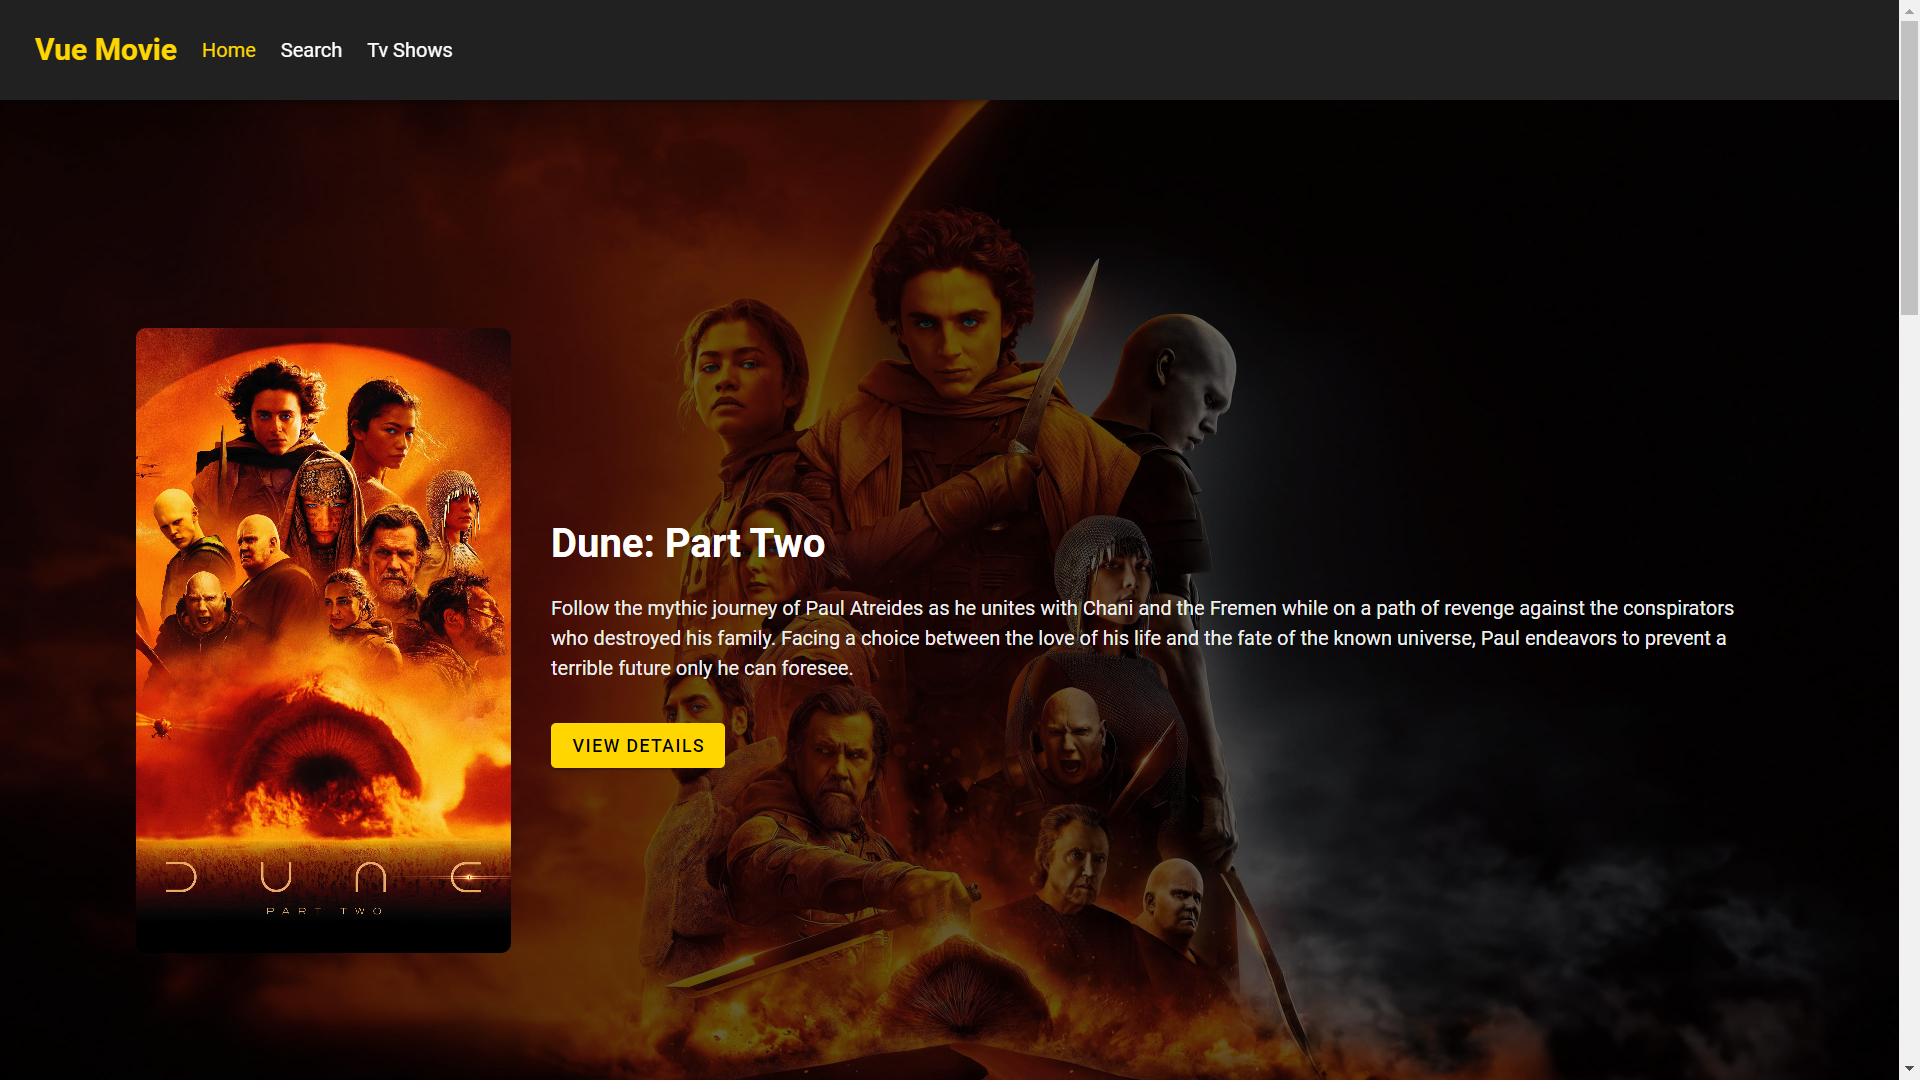 Vue Movie Home Search Tv Shows
Dune: Part Two
Follow the mythic journey of Paul Atreides as he unites with Chani and the Fremen while on a path of revenge against the conspirators
who destroyed his family. Facing a choice between the love of his life and the fate of the known universe, Paul endeavors to prevent a
terrible future only he can foresee.
VIEW DETAILS
DUNE
PART TWO